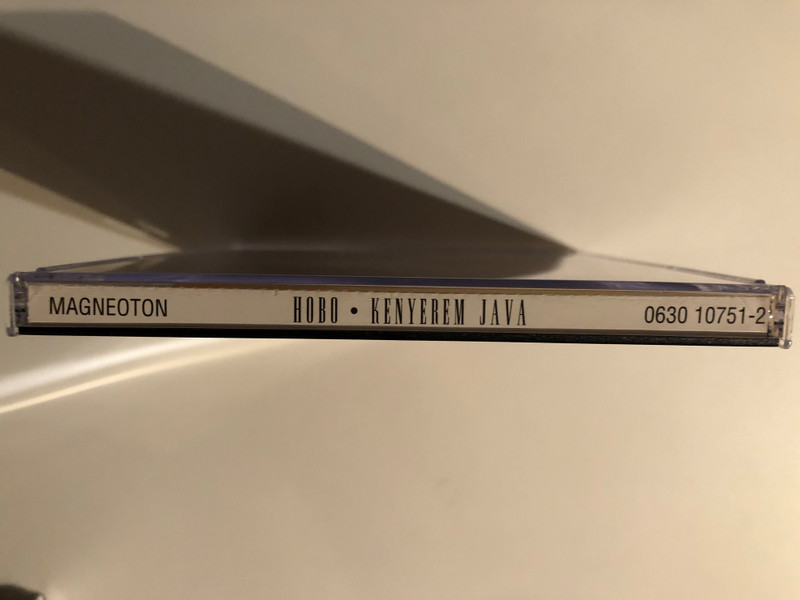 MAGNEOTON HOBO • KENYEREM JAVA 0630 10751-2